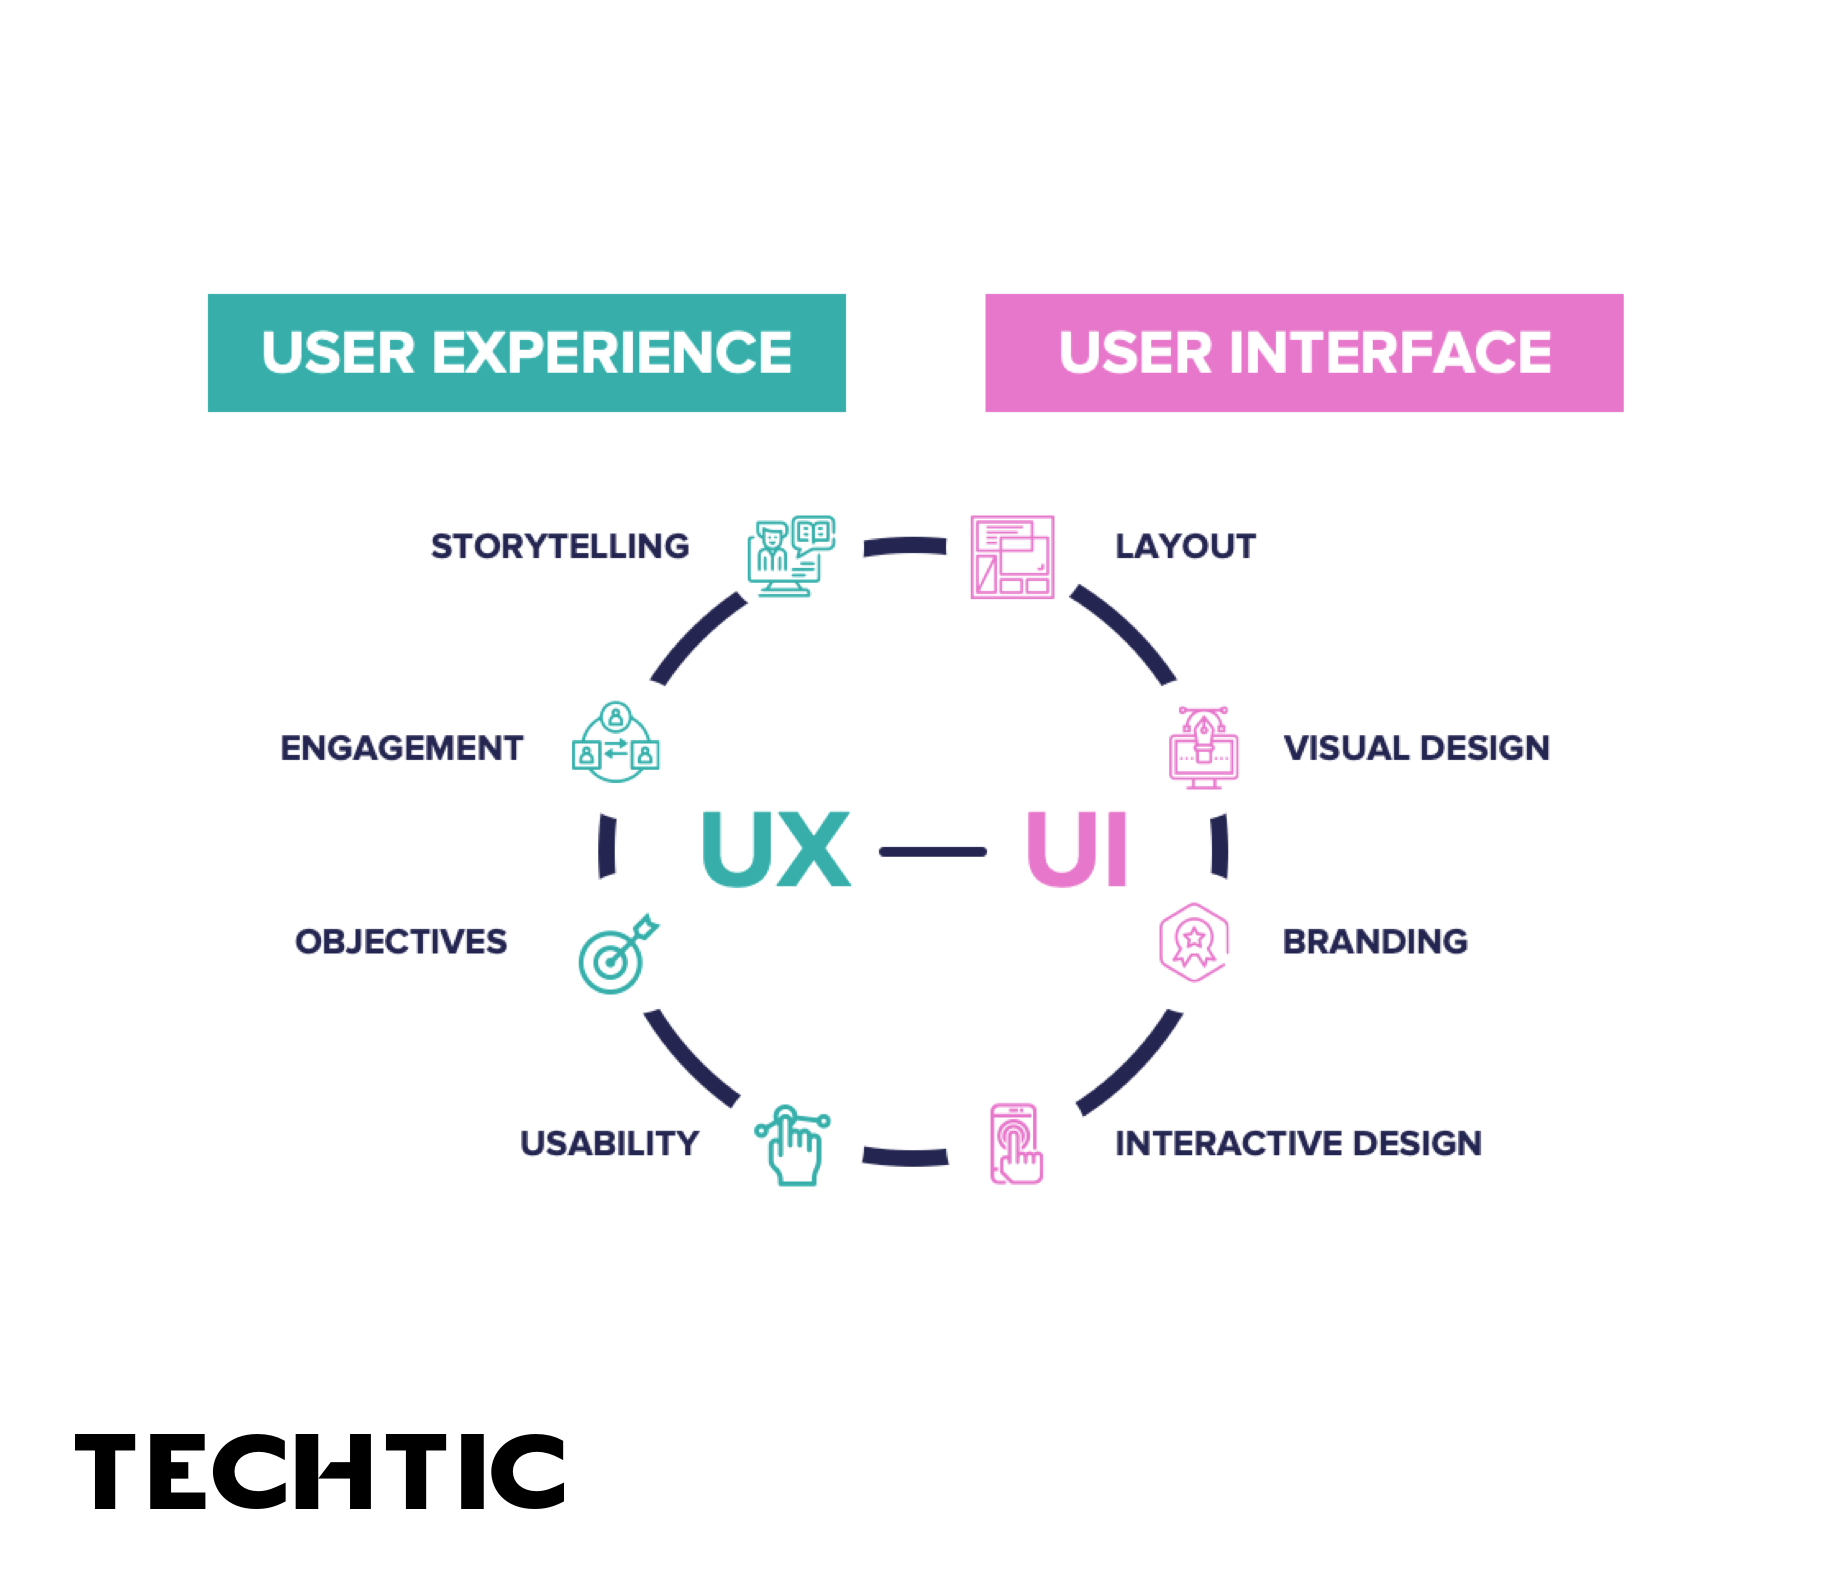 USER EXPERIENCE
USER INTERFACE
STORYTELLING
LAYOUT
ENGAGEMENT
VISUAL DESIGN
UX — UI
OBJECTIVES
BRANDING
USABILITY
INTERACTIVE DESIGN
TECHTIC